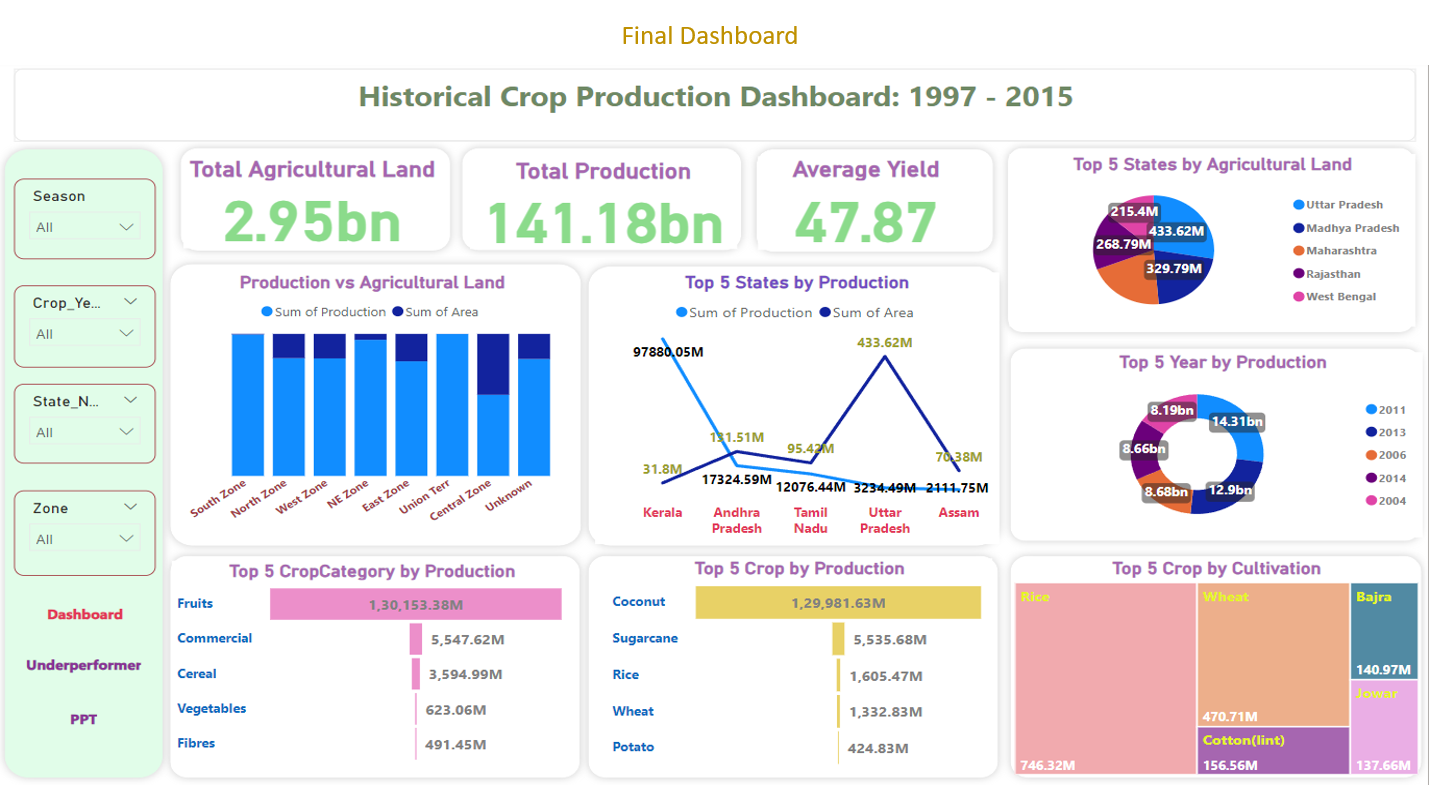 Final Dashboard
Historical Crop Production Dashboard: 1997 - 2015
Season
All
Crop_Ye...
All
State_N...
All
Zone
All
Dashboard
Underperformer
PPT
Total Agricultural Land
2.95bn
Total Production
141.18bn
Average Yield
47.87
Top 5 States by Agricultural Land
215.4M
433.62M
268.79M
329.79M
Uttar Pradesh
Madhya Pradesh
Maharashtra
Rajasthan
West Bengal
Production vs Agricultural Land
Sum of Production Sum of Area
South Zone
North Zone
West Zone
NE Zone
East Zone
Union Terr
Central Zone
Unknown
Top 5 States by Production
Sum of Production Sum of Area
433.62M
97880.05M
131.51M
95.42M
70.38M
31.8M
17324.59M
12076.44M
3234.49M
2111.75M
Kerala
Andhra
Pradesh
Tamil
Nadu
Uttar
Pradesh
Assam
Top 5 Year by Production
8.19bn
14.31bn
8.66bn
8.68bn
12.9bn
2011
2013
2006
2014
2004
Top 5 CropCategory by Production
Fruits 1,30,153.38M
Commercial 5,547.62M
Cereal 3,594.99M
Vegetables 623.06M
Fibres 491.45M
Top 5 Crop by Production
Coconut 1,29,981.63M
Sugarcane 5,535.68M
Rice 1,605.47M
Wheat 1,332.83M
Potato 424.83M
Top 5 Crop by Cultivation
Rice
746.32M
Wheat
470.71M
Cotton(lint)
156.56M
Bajra
140.97M
Jowar
137.66M